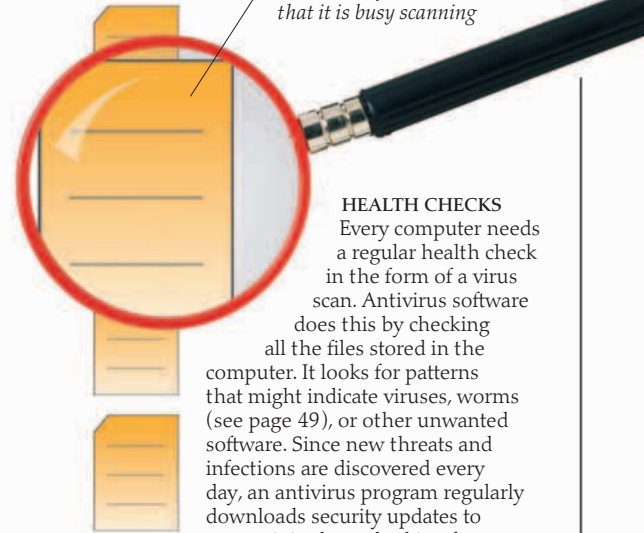 that it is busy scanning
HEALTH CHECKS
Every computer needs
a regular health check
in the form of a virus
scan. Antivirus software
does this by checking
all the files stored in the
computer. It looks for patterns
that might indicate viruses, worms
(see page 49), or other unwanted
software. Since new threats and
infections are discovered every
day, an antivirus program regularly
downloads security updates to